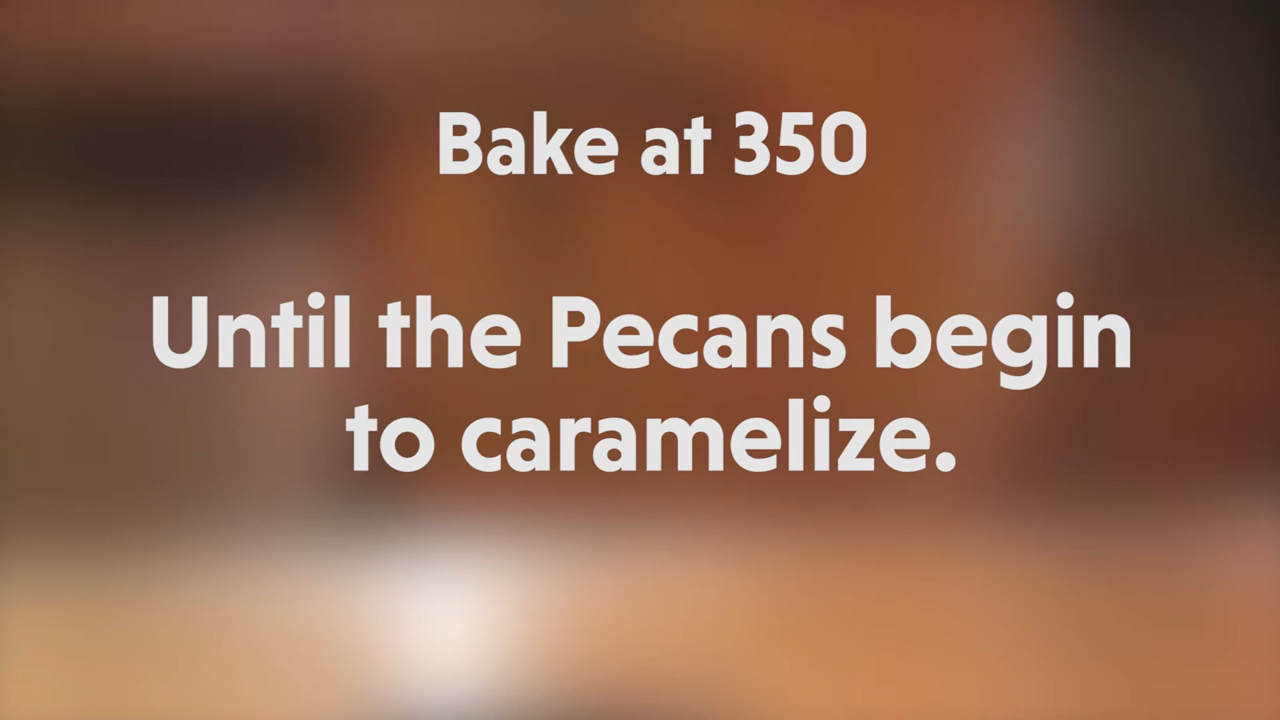 Bake at 350
Until the Pecans begin
to caramelize.